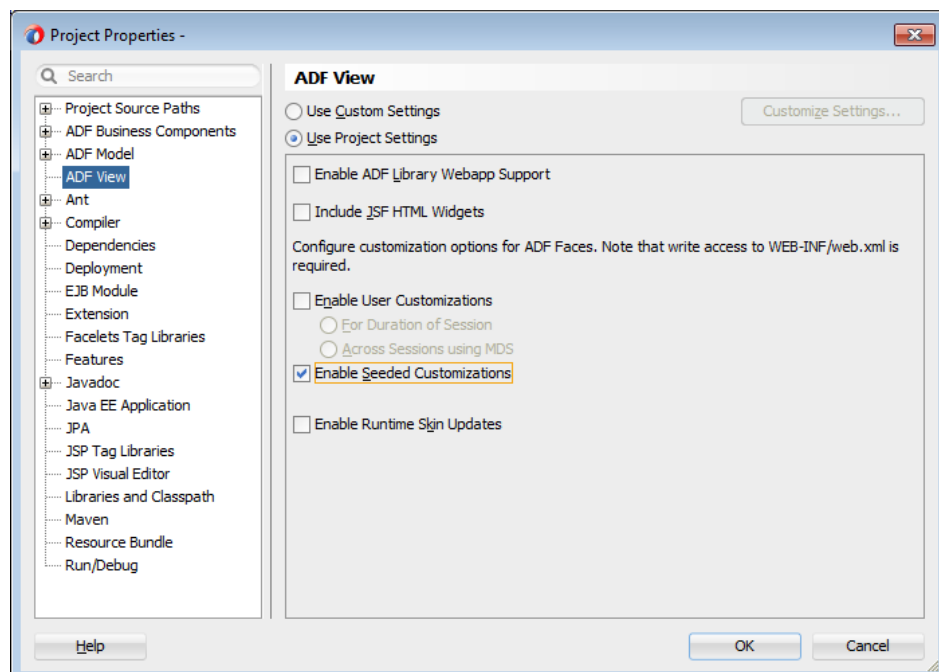 Project Properties -
Search
Project Source Paths
ADF Business Components
ADF Model
ADF View
Ant
Compiler
Dependencies
Deployment
EJB Module
Extension
Facelets Tag Libraries
Features
Javadoc
Java EE Application
JPA
JSP Tag Libraries
JSP Visual Editor
Libraries and Classpath
Maven
Resource Bundle
Run/Debug
ADF View
Use Custom Settings
Customize Settings...
Use Project Settings
Enable ADF Library Webapp Support
Include JSF HTML Widgets
Configure customization options for ADF Faces. Note that write access to WEB-INF/web.xml is
required.
Enable User Customizations
For Duration of Session
Across Sessions using MDS
Enable Seeded Customizations
Enable Runtime Skin Updates
Help
OK
Cancel